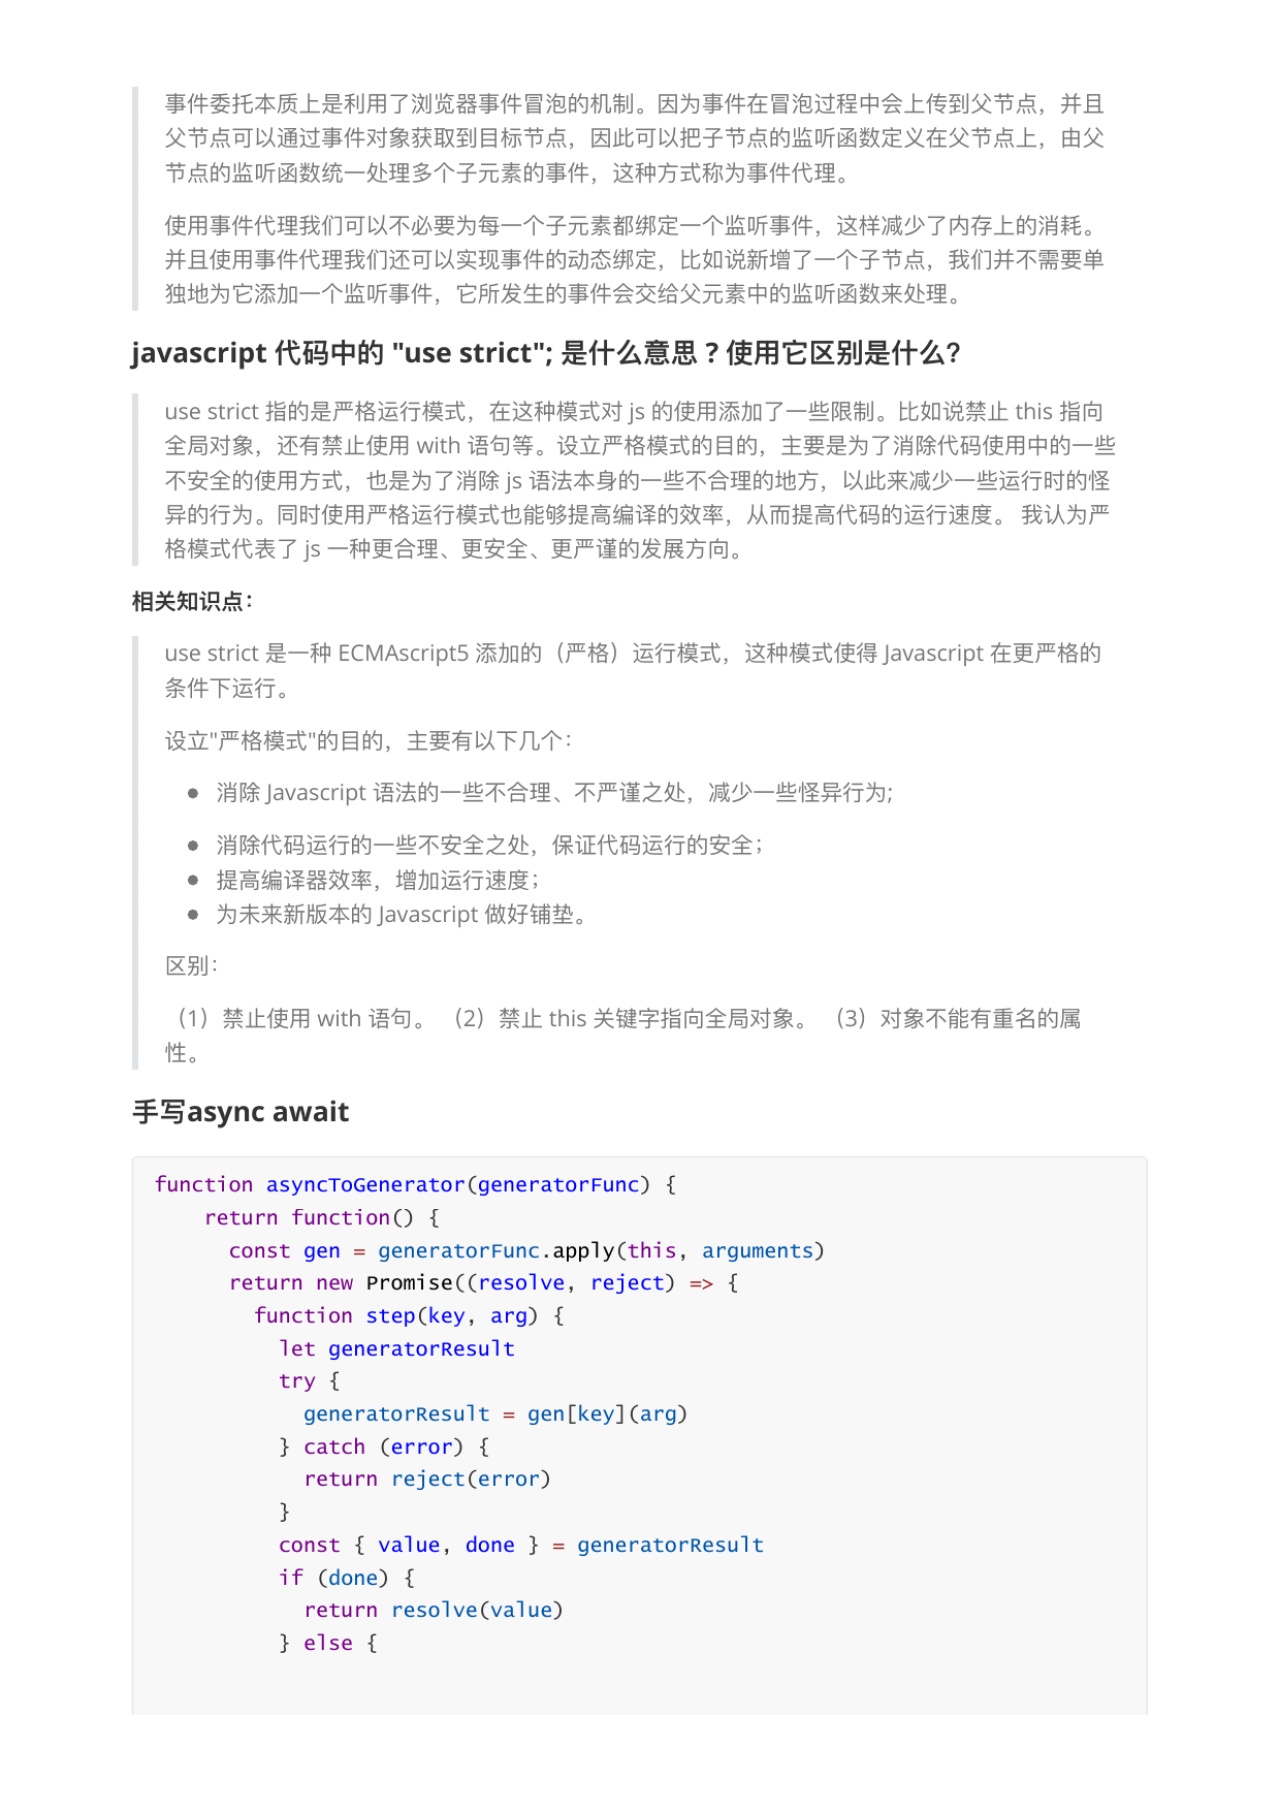 事件委托本质上是利用了浏览器事件冒泡的机制。因为事件在冒泡过程中会上传到父节点，并且
父节点可以通过事件对象获取到目标节点，因此可以把子节点的监听函数定义在父节点上，由父
节点的监听函数统一处理多个子元素的事件，这种方式称为事件代理。
使用事件代理我们可以不必要为每一个子元素都绑定一个监听事件，这样减少了内存上的消耗。
并且使用事件代理我们还可以实现事件的动态绑定，比如说新增了一个子节点，我们并不需要单
独地为它添加一个监听事件，它所发生的事件会交给父元素中的监听函数来处理。
javascript 代码中的 "use strict"; 是什么意思 ? 使用它区别是什么?
use strict 指的是严格运行模式，在这种模式对 js 的使用添加了一些限制。比如说禁止 this 指向
全局对象，还有禁止使用 with 语句等。设立严格模式的目的，主要是为了消除代码使用中的一些
不安全的使用方式，也是为了消除 js 语法本身的一些不合理的地方，以此来减少一些运行时的怪
异的行为。同时使用严格运行模式也能够提高编译的效率，从而提高代码的运行速度。 我认为严
格模式代表了 js 一种更合理、更安全、更严谨的发展方向。
相关知识点：
use strict 是一种 ECMAscript5 添加的（严格）运行模式，这种模式使得 Javascript 在更严格的
条件下运行。
设立"严格模式"的目的，主要有以下几个：
● 消除 Javascript 语法的一些不合理、不严谨之处，减少一些怪异行为;
● 消除代码运行的一些不安全之处，保证代码运行的安全；
● 提高编译器效率，增加运行速度；
● 为未来新版本的 Javascript 做好铺垫。
区别：
（1）禁止使用 with 语句。 （2）禁止 this 关键字指向全局对象。 （3）对象不能有重名的属
性。
手写async await
function asyncToGenerator(generatorFunc) {
    return function() {
      const gen = generatorFunc.apply(this, arguments)
      return new Promise((resolve, reject) => {
        function step(key, arg) {
          let generatorResult
          try {
            generatorResult = gen[key](arg)
          } catch (error) {
            return reject(error)
          }
          const { value, done } = generatorResult
          if (done) {
            return resolve(value)
          } else {